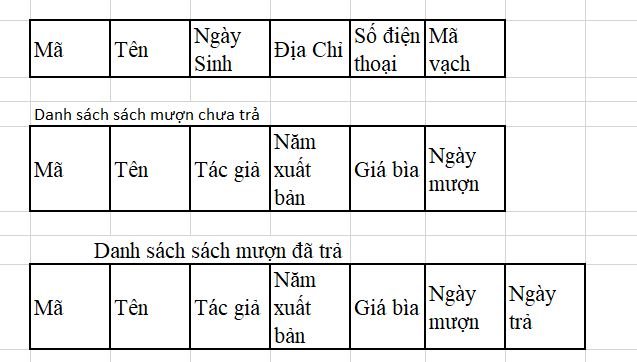 Mã Tên Ngày Sinh Địa Chỉ Số điện thoại Mã vạch
Danh sách sách mượn chưa trả
Mã Tên Tác giả Năm xuất bản Giá bìa Ngày mượn
Danh sách sách mượn đã trả
Mã Tên Tác giả Năm xuất bản Giá bìa Ngày mượn Ngày trả